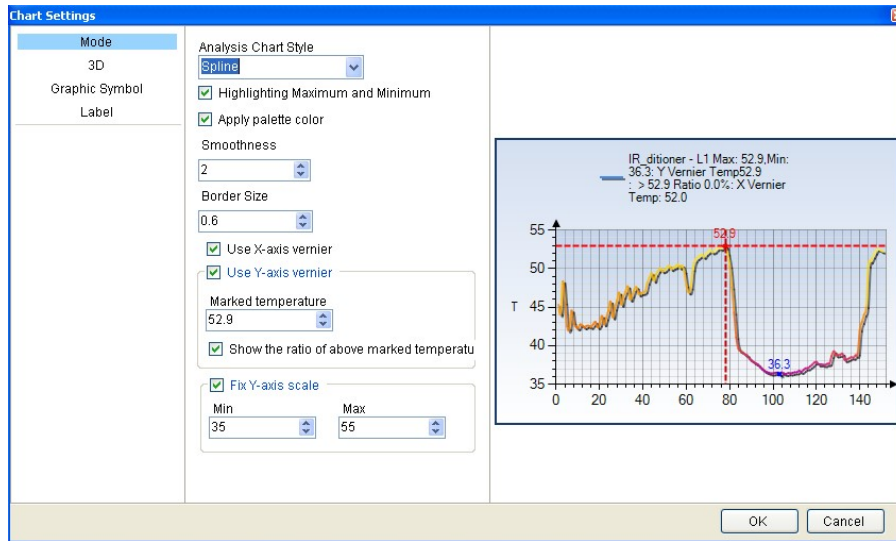 Chart Settings
Mode
3D
Graphic Symbol
Label
Analysis Chart Style
Spline
Highlighting Maximum and Minimum
Apply palette color
Smoothness
2
Border Size
0.6
Use X-axis vernier
Use Y-axis vernier
Marked temperature
52.9
Show the ratio of above marked temperatu
Fix Y-axis scale
Min Max
35 55
IR_ditioner - L1 Max: 52.9,Min:
36.3: Y Vernier Temp52.9
: > 52.9 Ratio 0.0%: X Vernier
Temp: 52.0
55
52.9
50
T
45
40
36.3
35
0 20 40 60 80 100 120 140
OK Cancel